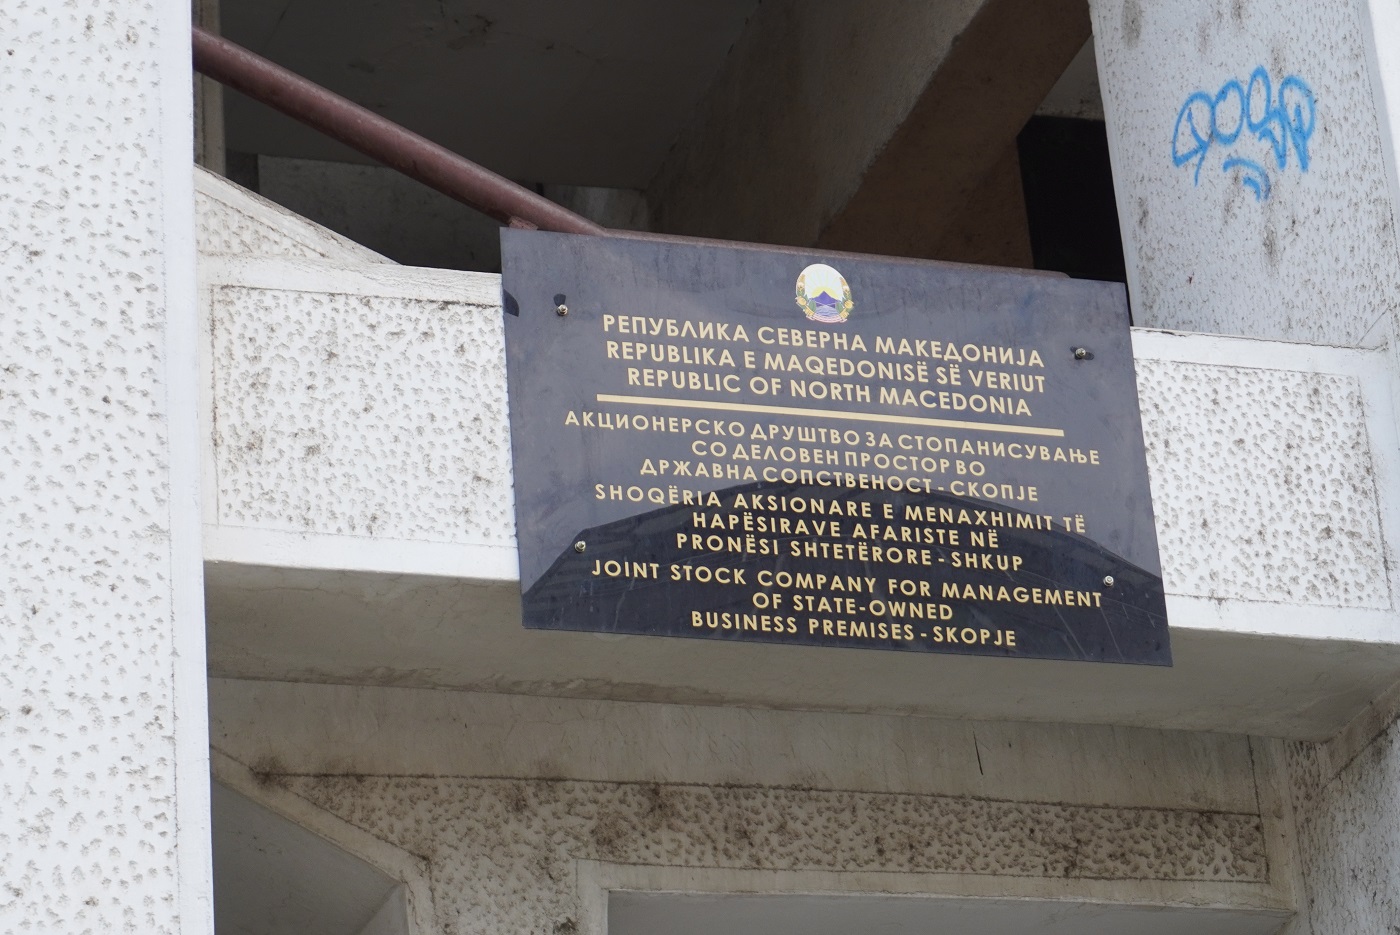 РЕПУБЛИКА СЕВЕРНА МАКЕДОНИЈА
REPUBLIKA E MAQEDONISË SË VERIUT
REPUBLIC OF NORTH MACEDONIA
АКЦИОНЕРСКО ДРУШТВО ЗА СТОПАНИСУВАЊЕ
СО ДЕЛОВЕН ПРОСТОР ВО
ДРЖАВНА СОПСТВЕНОСТ - СКОПЈЕ
SHOQËRIA AKSIONARE E MENAXHIMIT TË
HAPËSIRAVE AFARISTE NË
PRONËSI SHTETËRORE - SHKUP
JOINT STOCK COMPANY FOR MANAGEMENT
OF STATE-OWNED
BUSINESS PREMISES - SKOPJE